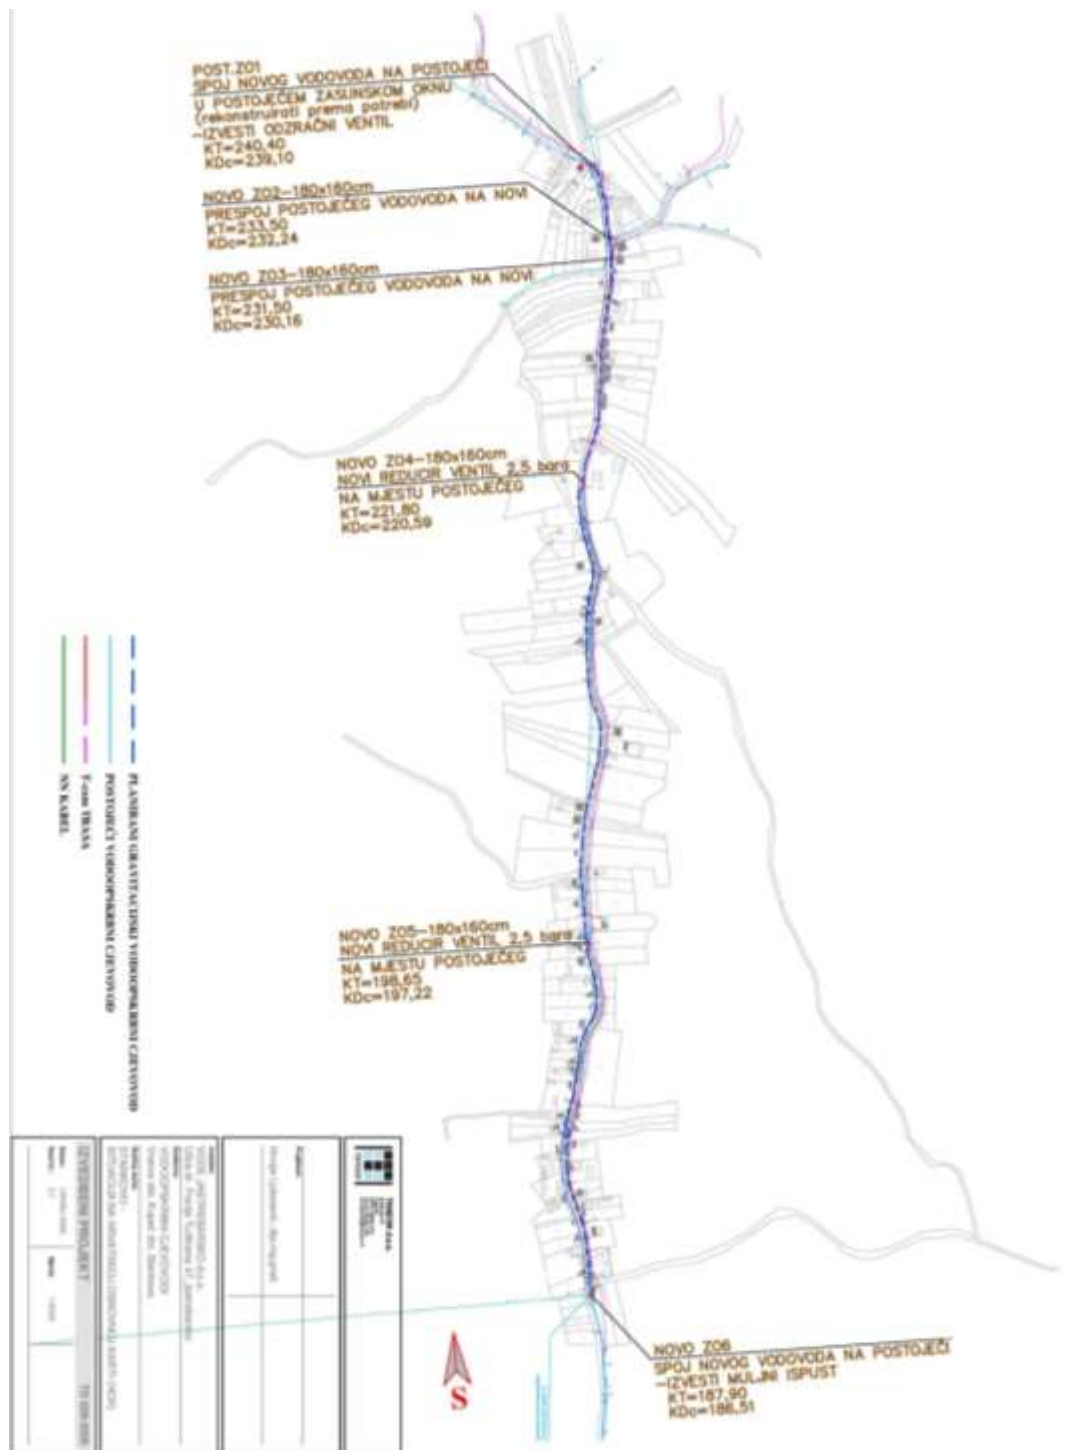 POST.ZO1
SPOJ NOVOG VODOVODA NA POSTOJEĆI
U POSTOJEĆEM ZASUNSKOM OKNU
(rekonstruirati prema potrebi)
-IZVESTI ODZRAČNI VENTIL
KT=240,40
KDc=239,10
NOVO ZO2-180x160cm
PRESPOJ POSTOJEĆEG VODOVODA NA NOVI
KT=233,50
KDc=232,24
NOVO ZO3-180x160cm
PRESPOJ POSTOJEĆEG VODOVODA NA NOVI
KT=231,50
KDc=230,16
NOVO ZO4-180x160cm
NOVI REDUCIR VENTIL 2,5 bara
NA MJESTU POSTOJEĆEG
KT=221,80
KDc=220,59
NOVO ZO5-180x160cm
NOVI REDUCIR VENTIL 2,5 bara
NA MJESTU POSTOJEĆEG
KT=198,65
KDc=197,22
NOVO ZO6
SPOJ NOVOG VODOVODA NA POSTOJEĆI
-IZVESTI MULJNI ISPUST
KT=187,90
KDc=186,51
S
PLANIRANI GRAVITACIJSKI VODOOPSKRBNI CJEVOVOD
POSTOJEĆI VODOOPSKRBNI CJEVOVOD
T-com TRASA
NN KABEL
IZVEDBENI PROJEKT